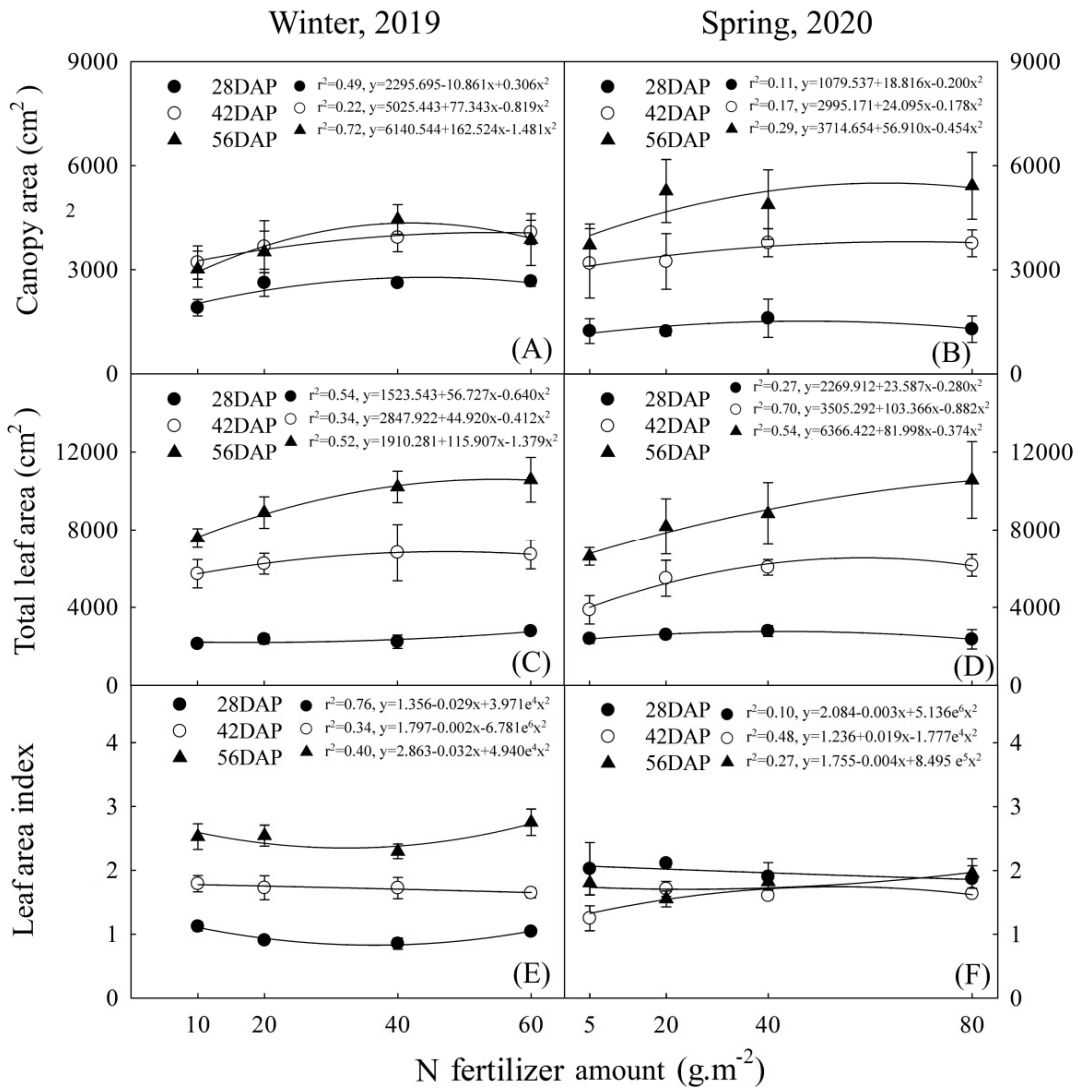 Winter, 2019
Spring, 2020
Canopy area (cm²)
2
9000
6000
3000
0
28DAP
42DAP
56DAP
r²=0.49, y=2295.695-10.861x+0.306x²
r²=0.22, y=5025.443+77.343x-0.819x²
r²=0.72, y=6140.544+162.524x-1.481x²
(A)
28DAP
42DAP
56DAP
r²=0.11, y=1079.537+18.816x-0.200x²
r²=0.17, y=2995.171+24.095x-0.178x²
r²=0.29, y=3714.654+56.910x-0.454x²
(B)
9000
6000
3000
0
Total leaf area (cm²)
12000
8000
4000
0
28DAP
42DAP
56DAP
r²=0.54, y=1523.543+56.727x-0.640x²
r²=0.34, y=2847.922+44.920x-0.412x²
r²=0.52, y=1910.281+115.907x-1.379x²
(C)
28DAP
42DAP
56DAP
r²=0.27, y=2269.912+23.587x-0.280x²
r²=0.70, y=3505.292+103.366x-0.882x²
r²=0.54, y=6366.422+81.998x-0.374x²
(D)
12000
8000
4000
0
Leaf area index
4
3
2
1
0
28DAP
42DAP
56DAP
r²=0.76, y=1.356-0.029x+3.971e⁴x²
r²=0.34, y=1.797-0.002x-6.781e⁶x²
r²=0.40, y=2.863-0.032x+4.940e⁴x²
(E)
28DAP
42DAP
56DAP
r²=0.10, y=2.084-0.003x+5.136e⁶x²
r²=0.48, y=1.236+0.019x-1.777e⁴x²
r²=0.27, y=1.755-0.004x+8.495 e⁵x²
(F)
4
3
2
1
0
10 20 40 60
5 20 40 80
N fertilizer amount (g.m⁻²)